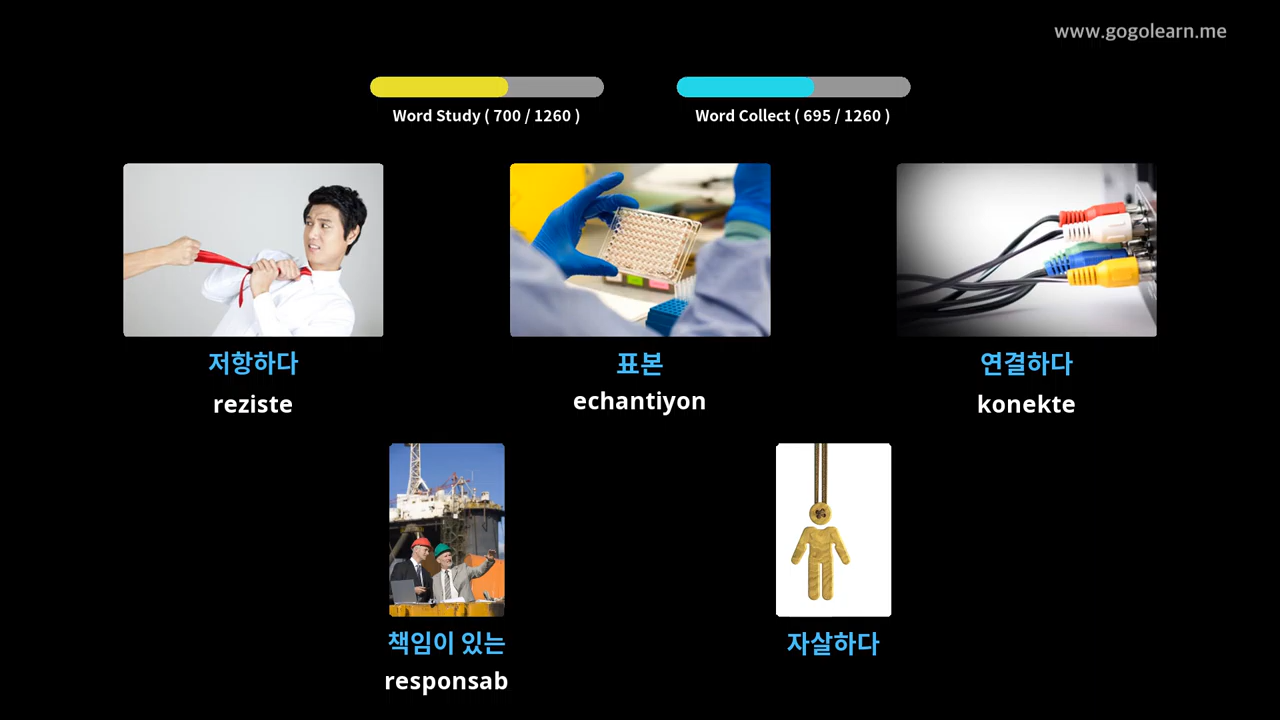 www.gogolearn.me
Word Study ( 700 / 1260 )
Word Collect ( 695 / 1260 )
저항하다
reziste
표본
echantiyon
연결하다
konekte
책임이 있는
responsab
자살하다